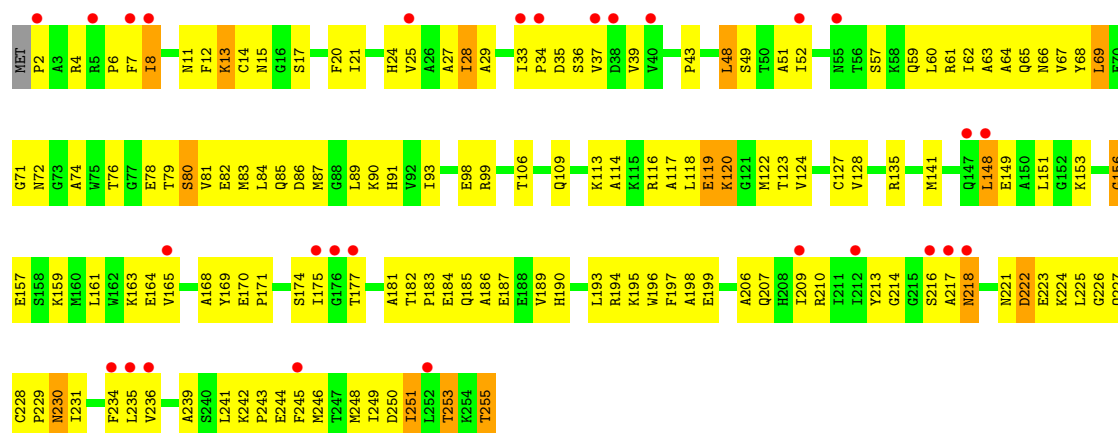 MET P2 A3 R4 R5 P6 F7 I8 N11 F12 K13 C14 N15 G16 S17 F20 I21 H24 V25 A26 A27 I28 A29 I33 P34 D35 S36 V37 D38 V39 V40 P43 L48 S49 T50 A51 I52 N55 T56 S57 K58 Q59 L60 R61 I62 A63 A64 Q65 N66 V67 Y68 L69 E70
G71 N72 G73 A74 W75 T76 G77 E78 T79 S80 V81 E82 M83 L84 Q85 D86 M87 G88 L89 K90 H91 V92 I93 E98 R99 T106 Q109 K113 A114 K115 R116 A117 L118 E119 K120 G121 M122 T123 V124 C127 V128 R135 M141 Q147 L148 E149 A150 L151 G152 K153 G156
E157 S158 K159 M160 L161 W162 K163 E164 V165 A168 Y169 E170 P171 S174 I175 G176 T177 A181 T182 P183 E184 Q185 A186 E187 E188 V189 H190 L193 R194 K195 W196 F197 A198 E199 A206 Q207 H208 I209 R210 I211 I212 Y213 G214 G215 S216 A217 N218 N221 D222 E223 K224 L225 G226 Q227
C228 P229 N230 I231 F234 L235 V236 A239 S240 L241 K242 P243 E244 F245 M246 T247 M248 I249 D250 I251 L252 T253 K254 T255